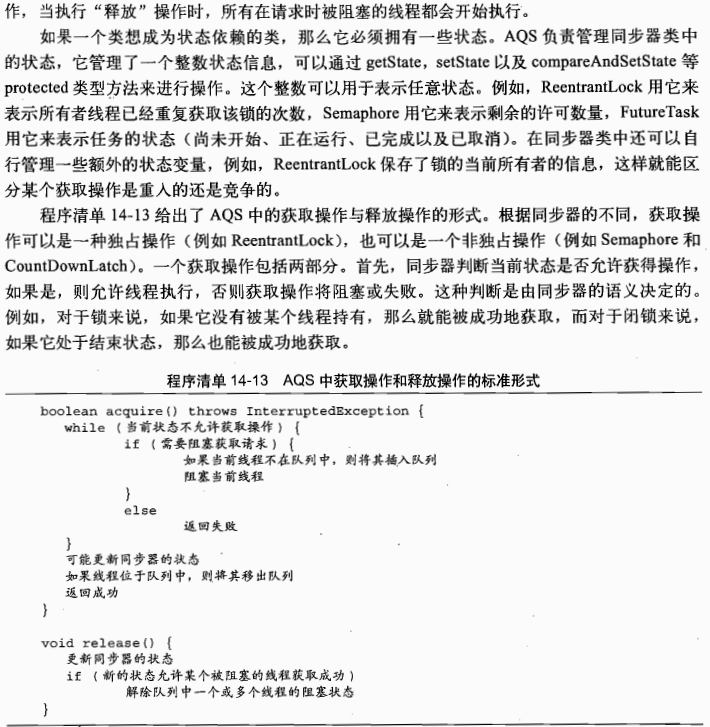 作，当执行“释放”操作时，所有在请求时被阻塞的线程都会开始执行。
如果一个类想成为状态依赖的类，那么它必须拥有一些状态。AQS 负责管理同步器类中
的状态，它管理了一个整数状态信息，可以通过 getState，setState 以及 compareAndSetState 等
protected 类型方法来进行操作。这个整数可以用于表示任意状态。例如，ReentrantLock 用它来
表示所有者线程已经重复获取该锁的次数，Semaphore 用它来表示剩余的许可数量，FutureTask
用它来表示任务的状态（尚未开始、正在运行、已完成以及已取消）。在同步器类中还可以自
行管理一些额外的状态变量，例如，ReentrantLock 保存了锁的当前所有者的信息，这样就能区
分某个获取操作是重入的还是竞争的。
程序清单 14-13 给出了 AQS 中的获取操作与释放操作的形式。根据同步器的不同，获取操
作可以是一种独占操作（例如 ReentrantLock），也可以是一个非独占操作（例如 Semaphore 和
CountDownLatch）。一个获取操作包括两部分。首先，同步器判断当前状态是否允许获得操作，
如果是，则允许线程执行，否则获取操作将阻塞或失败。这种判断是由同步器的语义决定的。
例如，对于锁来说，如果它没有被某个线程持有，那么就能被成功地获取，而对于闭锁来说，
如果它处于结束状态，那么也能被成功地获取。
程序清单 14-13 AQS 中获取操作和释放操作的标准形式
boolean acquire() throws InterruptedException {
while (当前状态不允许获取操作) {
if (需要阻塞获取请求) {
如果当前线程不在队列中，则将其插入队列
阻塞当前线程
}
else
返回失败
}
可能更新同步器的状态
如果线程位于队列中，则将其移出队列
返回成功
}
void release() {
更新同步器的状态
if (新的状态允许某个被阻塞的线程获取成功)
解除队列中一个或多个线程的阻塞状态
}